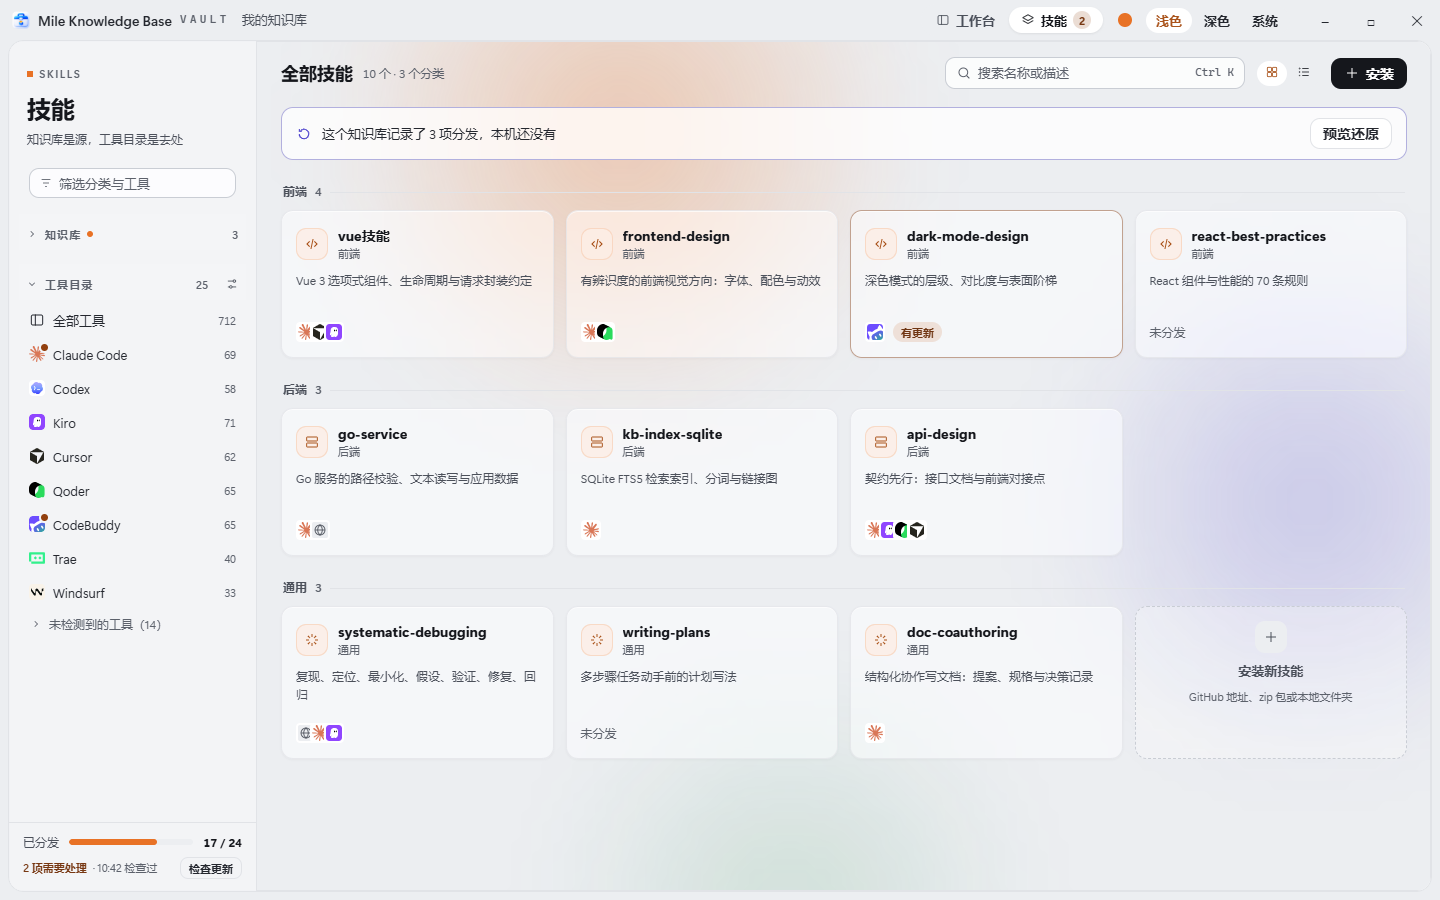 Mile Knowledge Base VAULT 我的知识库
工作台 技能 2 浅色 深色 系统
SKILLS
技能
知识库是源，工具目录是去处
筛选分类与工具
知识库 3
工具目录 25
全部工具 712
Claude Code 69
Codex 58
Kiro 71
Cursor 62
Qoder 65
CodeBuddy 65
Trae 40
Windsurf 33
未检测到的工具 (14)
已分发 17 / 24
2 项需要处理 · 10:42 检查过 检查更新
全部技能 10 个 · 3 个分类
搜索名称或描述 Ctrl K
安装
这个知识库记录了 3 项分发，本机还没有
预览还原
前端 4
vue技能
前端
Vue 3 选项式组件、生命周期与请求封装约定
frontend-design
前端
有辨识度的前端视觉方向：字体、配色与动效
dark-mode-design
前端
深色模式的层级、对比度与表面阶梯
有更新
react-best-practices
前端
React 组件与性能的 70 条规则
未分发
后端 3
go-service
后端
Go 服务的路径校验、文本读写与应用数据
kb-index-sqlite
后端
SQLite FTS5 检索索引、分词与链接图
api-design
后端
契约先行：接口文档与前端对接点
通用 3
systematic-debugging
通用
复现、定位、最小化、假设、验证、修复、回
归
writing-plans
通用
多步骤任务动手前的计划写法
未分发
doc-coauthoring
通用
结构化协作写文档：提案、规格与决策记录
安装新技能
GitHub 地址、zip 包或本地文件夹